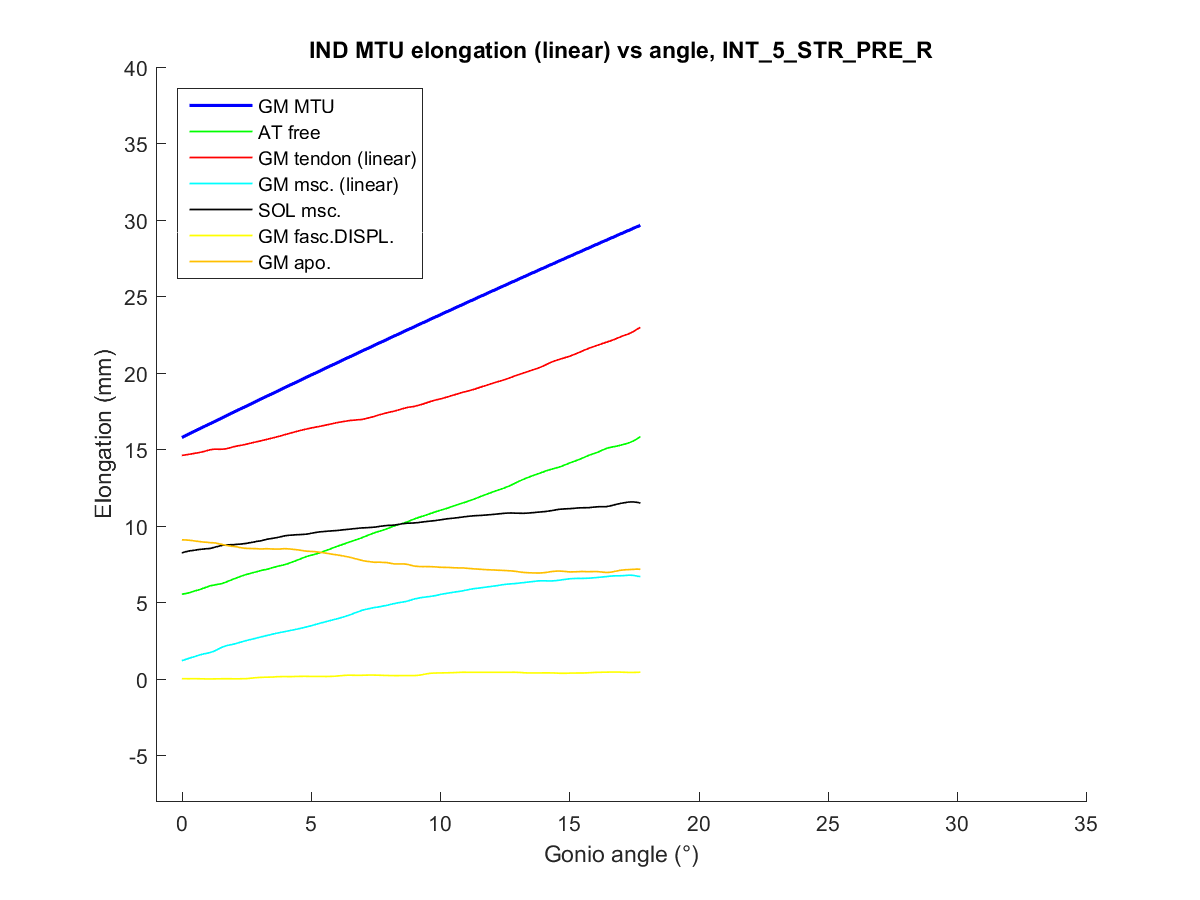 IND MTU elongation (linear) vs angle, INT_5_STR_PRE_R
40
35
30
25
20
15
10
5
0
-5
Elongation (mm)
GM MTU
AT free
GM tendon (linear)
GM msc. (linear)
SOL msc.
GM fasc.DISPL.
GM apo.
0 5 10 15 20 25 30 35
Gonio angle (°)